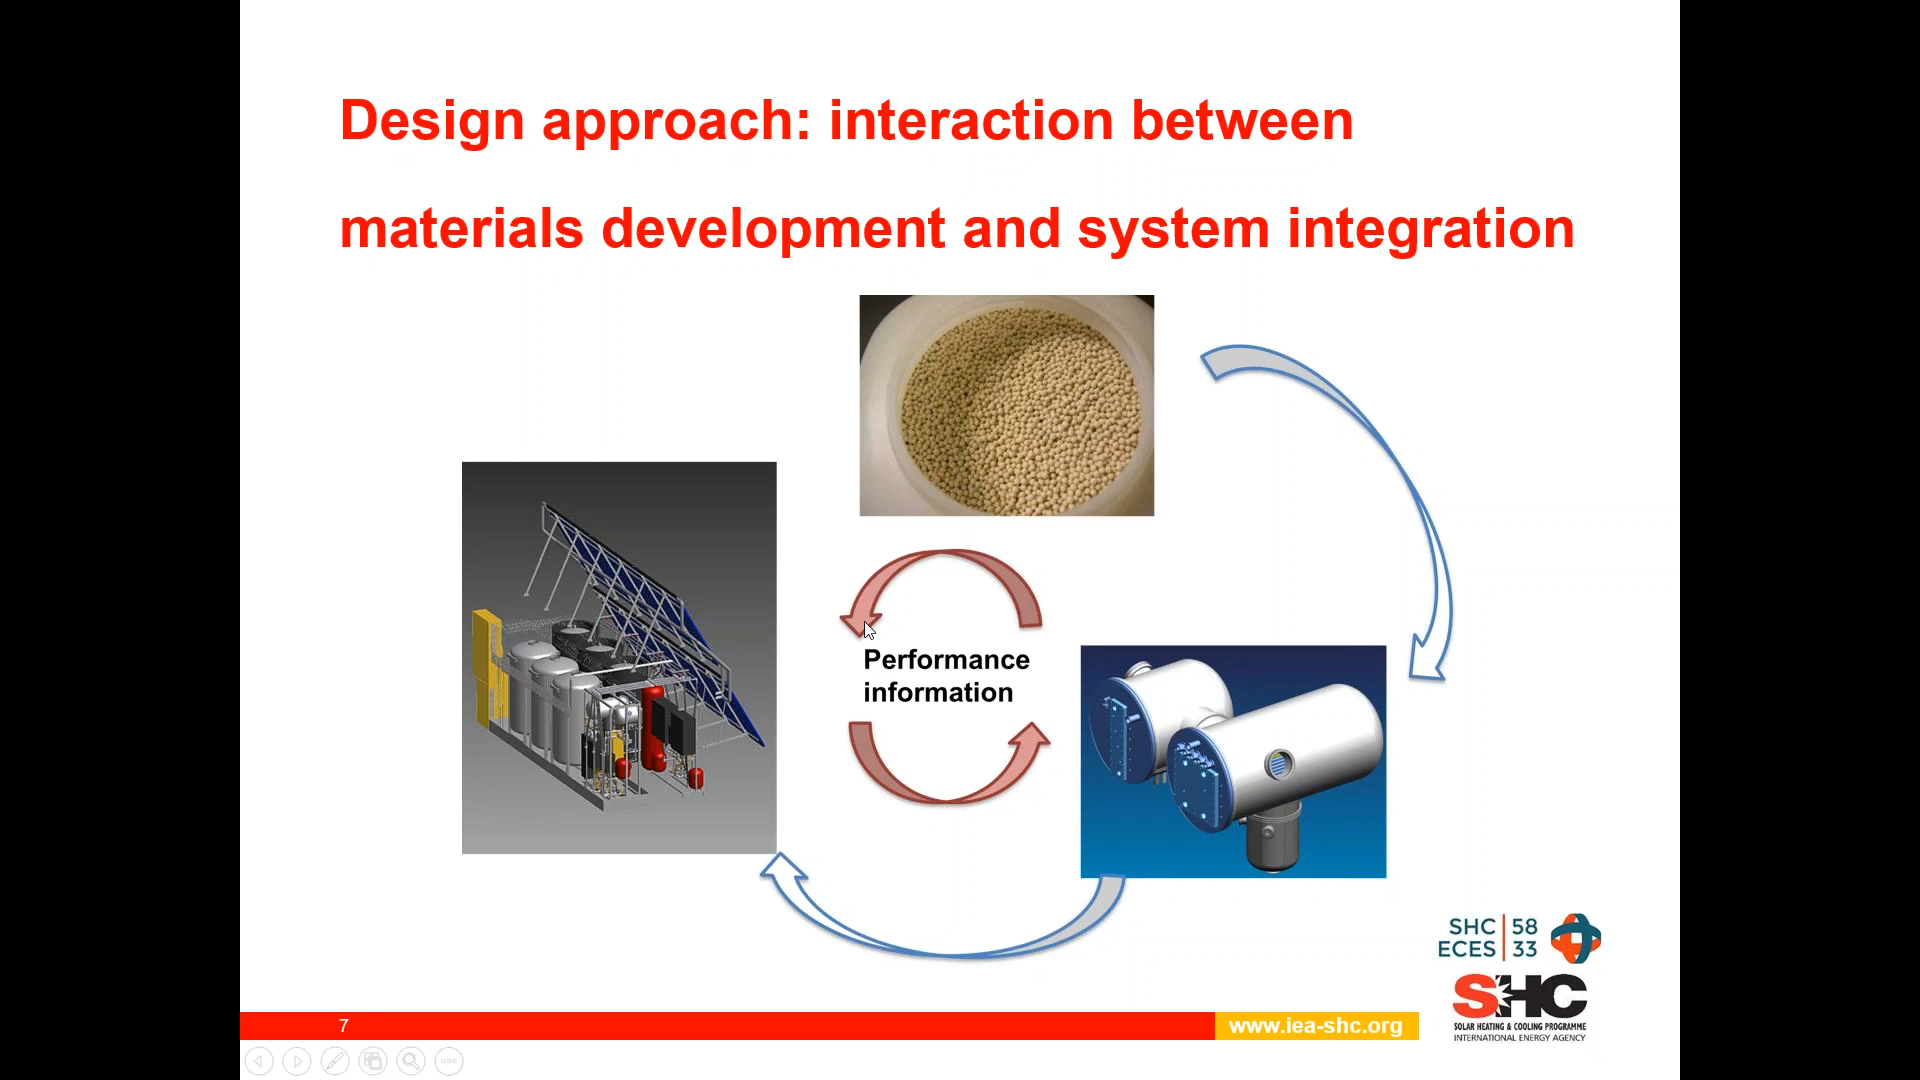 Design approach: interaction between
materials development and system integration
Performance
information
SHC 58
ECES 33
SHC
SOLAR HEATING & COOLING PROGRAMME
INTERNATIONAL ENERGY AGENCY
7
www.iea-shc.org